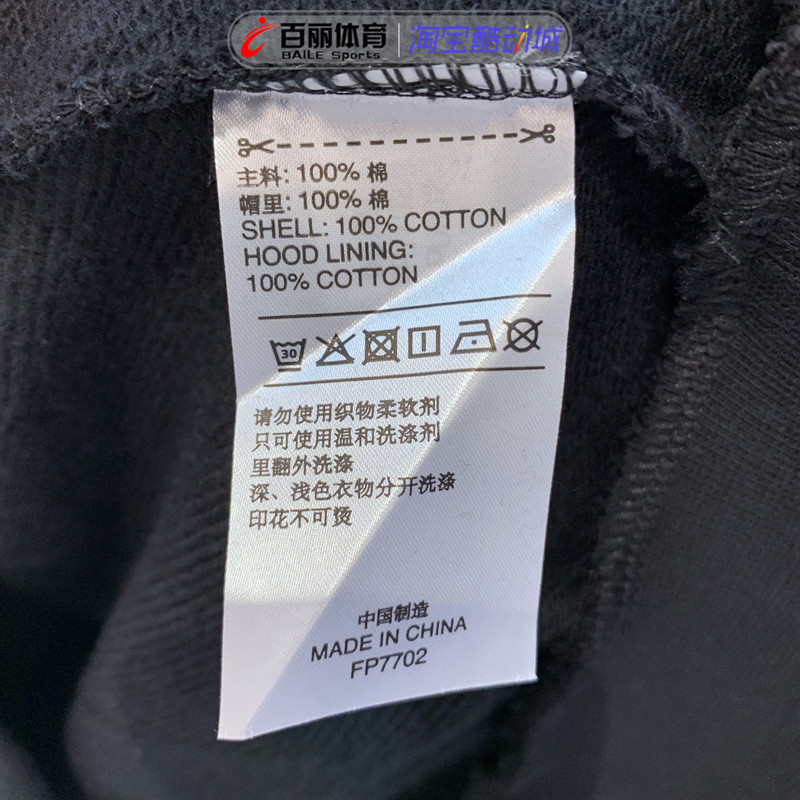 百丽体育 淘宝酷动城
BAILE Sports
主料: 100% 棉
帽里: 100% 棉
SHELL: 100% COTTON
HOOD LINING:
100% COTTON
30
请勿使用织物柔软剂
只可使用温和洗涤剂
里翻外洗涤
深、浅色衣物分开洗涤
印花不可烫
中国制造
MADE IN CHINA
FP7702